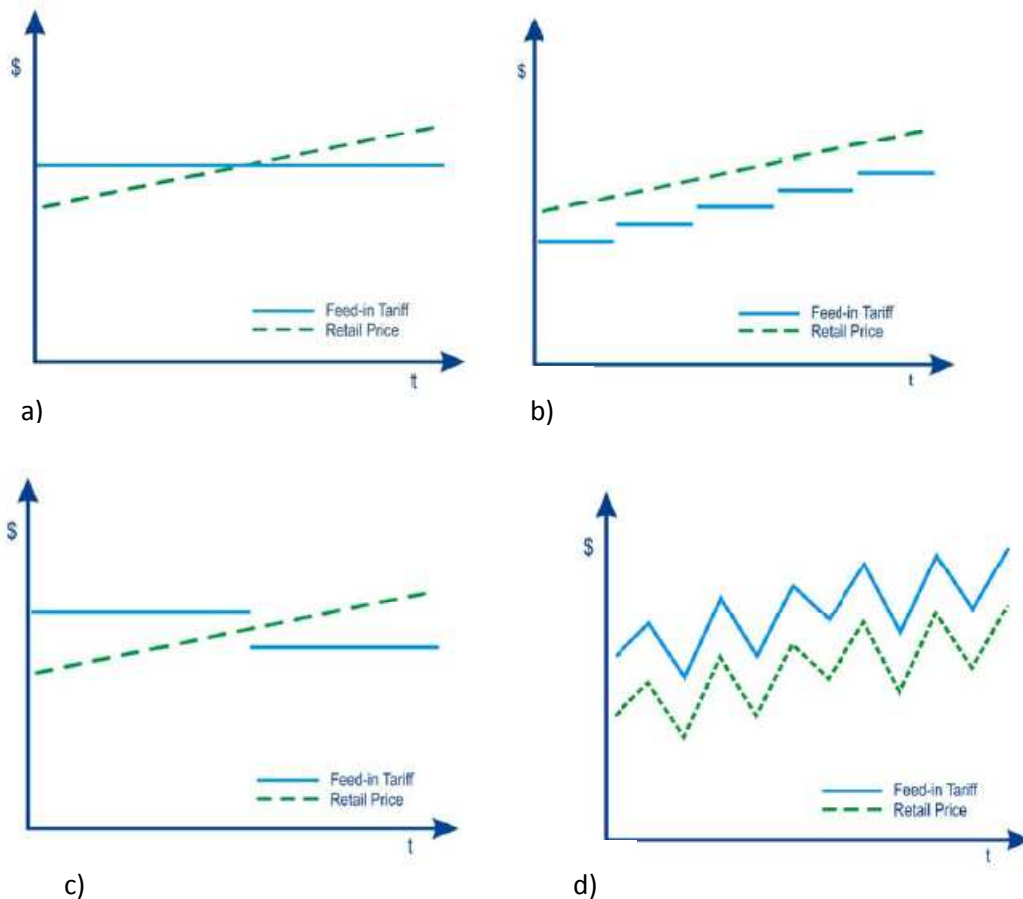 $
Feed-in Tariff
Retail Price
t
a)
$
Feed-in Tariff
Retail Price
t
b)
$
Feed-in Tariff
Retail Price
t
c)
$
Feed-in Tariff
Retail Price
t
d)